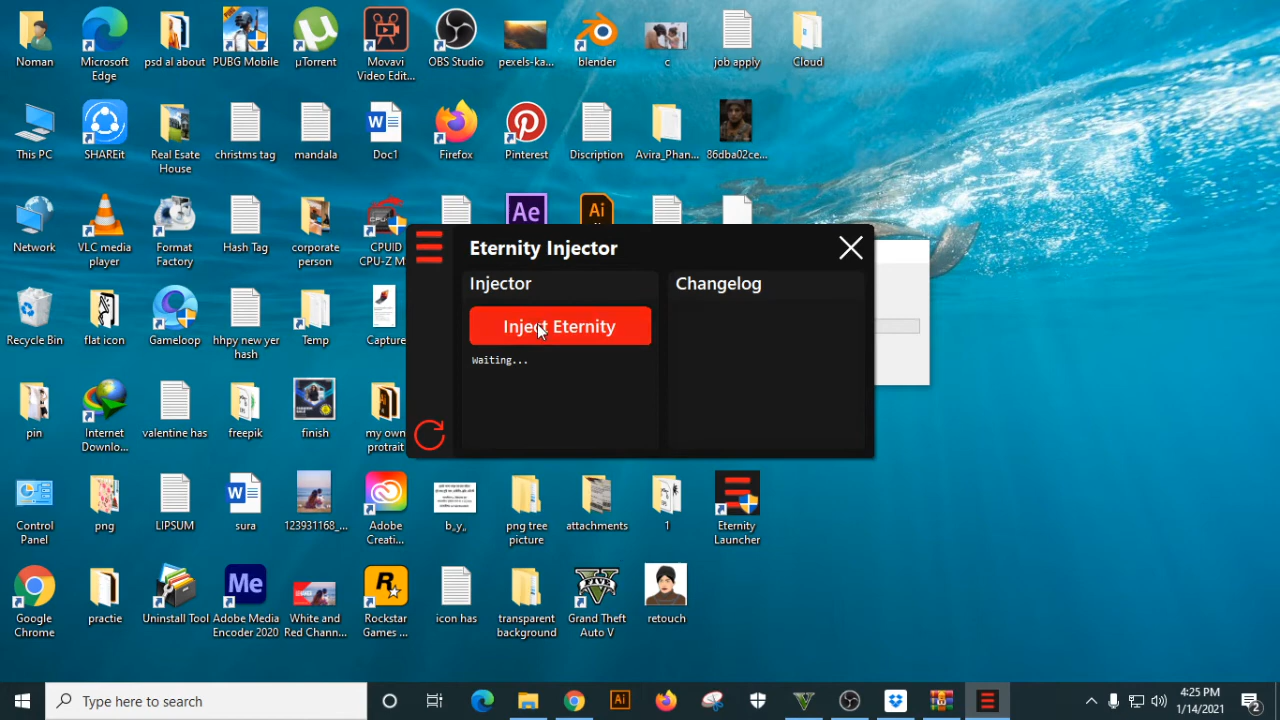 Noman
Microsoft
Edge
psd al about
PUBG Mobile
µTorrent
Movavi
Video Edit...
OBS Studio
pexels-ka...
blender
c
job apply
Cloud
This PC
SHAREit
Real Esate
House
christms tag
mandala
Doc1
Firefox
Pinterest
Discription
Avira_Phan...
86dba02ce...
Network
VLC media
player
Format
Factory
Hash Tag
corporate
person
CPUID
CPU-Z M
Ae
Ai
Eternity Injector
Injector
Changelog
Inject Eternity
Waiting...
Recycle Bin
flat icon
Gameloop
hhpy new yer
hash
Temp
Capture
pin
Internet
Downlo...
valentine has
freepik
finish
my own
protrait
Control
Panel
png
LIPSUM
sura
123931168_...
Adobe
Creati...
b,,y,,
png tree
picture
attachments
1
Eternity
Launcher
Me
Google
Chrome
practie
Uninstall Tool
Adobe Media
Encoder 2020
White and
Red Chann...
Rockstar
Games ...
icon has
transparent
background
FIVE
Grand Theft
Auto V
retouch
Type here to search
Ai
4:25 PM
1/14/2021
2